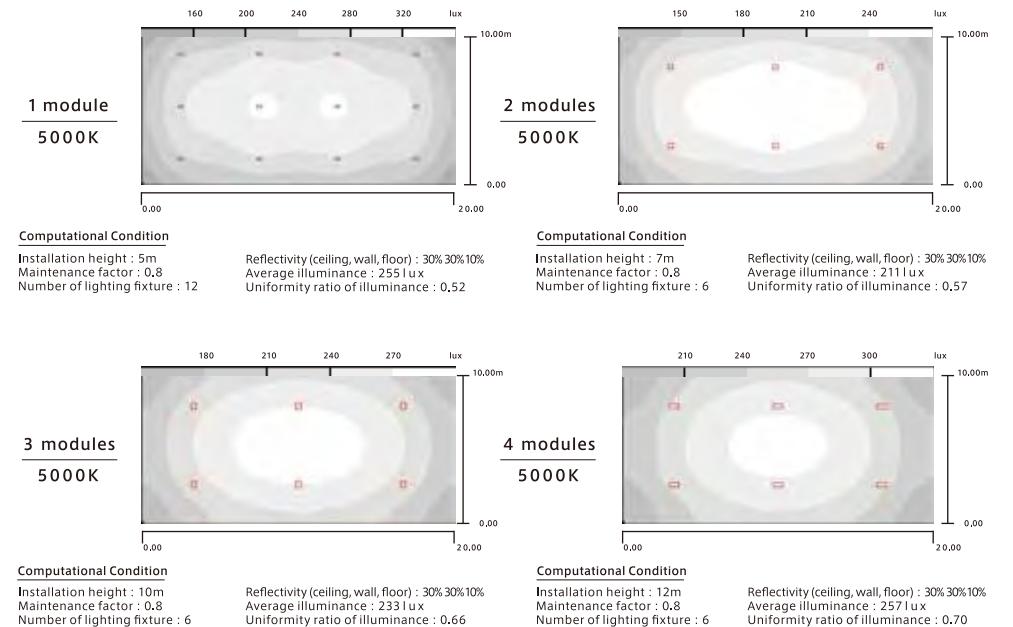 160 200 240 280 320 lux
10.00m
1 module
5000K
0.00
0.00 20.00
Computational Condition
Installation height : 5m
Maintenance factor : 0.8
Number of lighting fixture : 12
Reflectivity (ceiling, wall, floor) : 30%30%10%
Average illuminance : 255 lux
Uniformity ratio of illuminance : 0.52
150 180 210 240 lux
10.00m
2 modules
5000K
0.00
0.00 20.00
Computational Condition
Installation height : 7m
Maintenance factor : 0.8
Number of lighting fixture : 6
Reflectivity (ceiling, wall, floor) : 30%30%10%
Average illuminance : 211 lux
Uniformity ratio of illuminance : 0.57
180 210 240 270 lux
10.00m
3 modules
5000K
0.00
0.00 20.00
Computational Condition
Installation height : 10m
Maintenance factor : 0.8
Number of lighting fixture : 6
Reflectivity (ceiling, wall, floor) : 30%30%10%
Average illuminance : 233 lux
Uniformity ratio of illuminance : 0.66
210 240 270 300 lux
10.00m
4 modules
5000K
0.00
0.00 20.00
Computational Condition
Installation height : 12m
Maintenance factor : 0.8
Number of lighting fixture : 6
Reflectivity (ceiling, wall, floor) : 30%30%10%
Average illuminance : 257 lux
Uniformity ratio of illuminance : 0.70